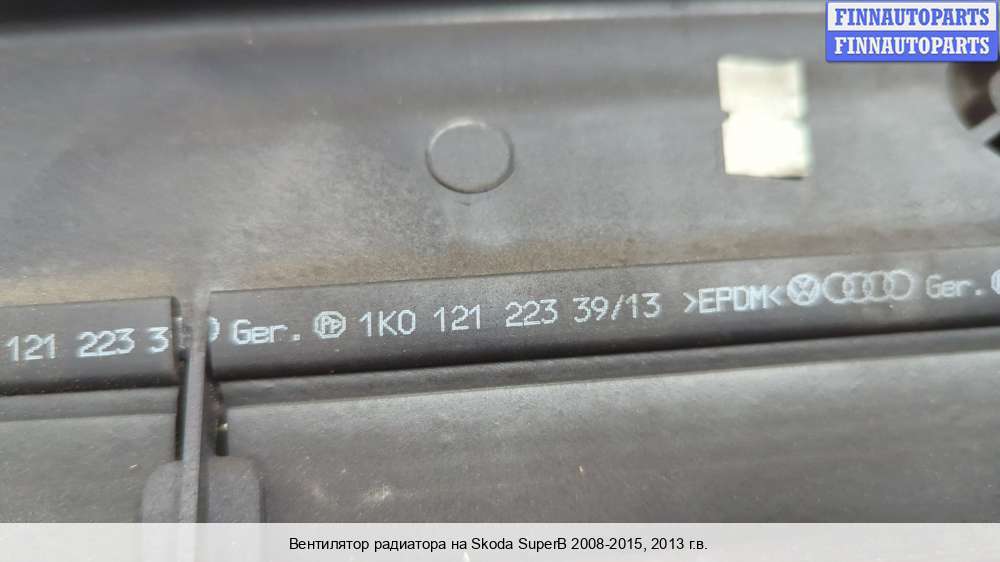 FINNAUTOPARTS
FINNAUTOPARTS
121 223 3 Ger. PP 1K0 121 223 39/13 >EPDM< Ger.
Вентилятор радиатора на Skoda SuperB 2008-2015, 2013 г.в.